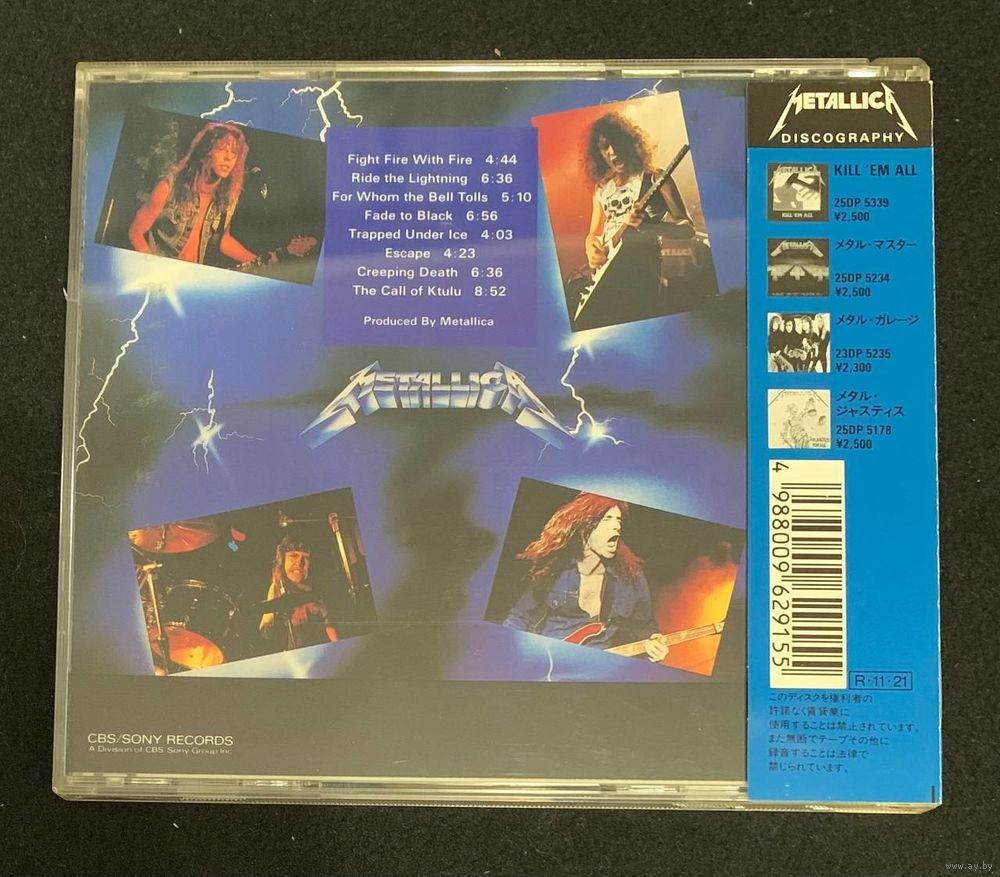 Fight Fire With Fire 4:44
Ride the Lightning 6:36
For Whom the Bell Tolls 5:10
Fade to Black 6:56
Trapped Under Ice 4:03
Escape 4:23
Creeping Death 6:36
The Call of Ktulu 8:52
Produced By Metallica
METALLICA
CBS/SONY RECORDS
A Division of CBS/Sony Group Inc.
METALLICA
DISCOGRAPHY
KILL 'EM ALL
25DP 5339
¥2,500
メタル・マスター
25DP 5234
¥2,500
メタル・ガレージ
23DP 5235
¥2,300
メタル・
ジャスティス
25DP 5178
¥2,500
4 988009 629155
R・11・21
このディスクを権利者の
許諾なく賃貸業に
使用することは禁止されています。
また無断でテープその他に
録音することは法律で
禁じられています。
www.ay.by